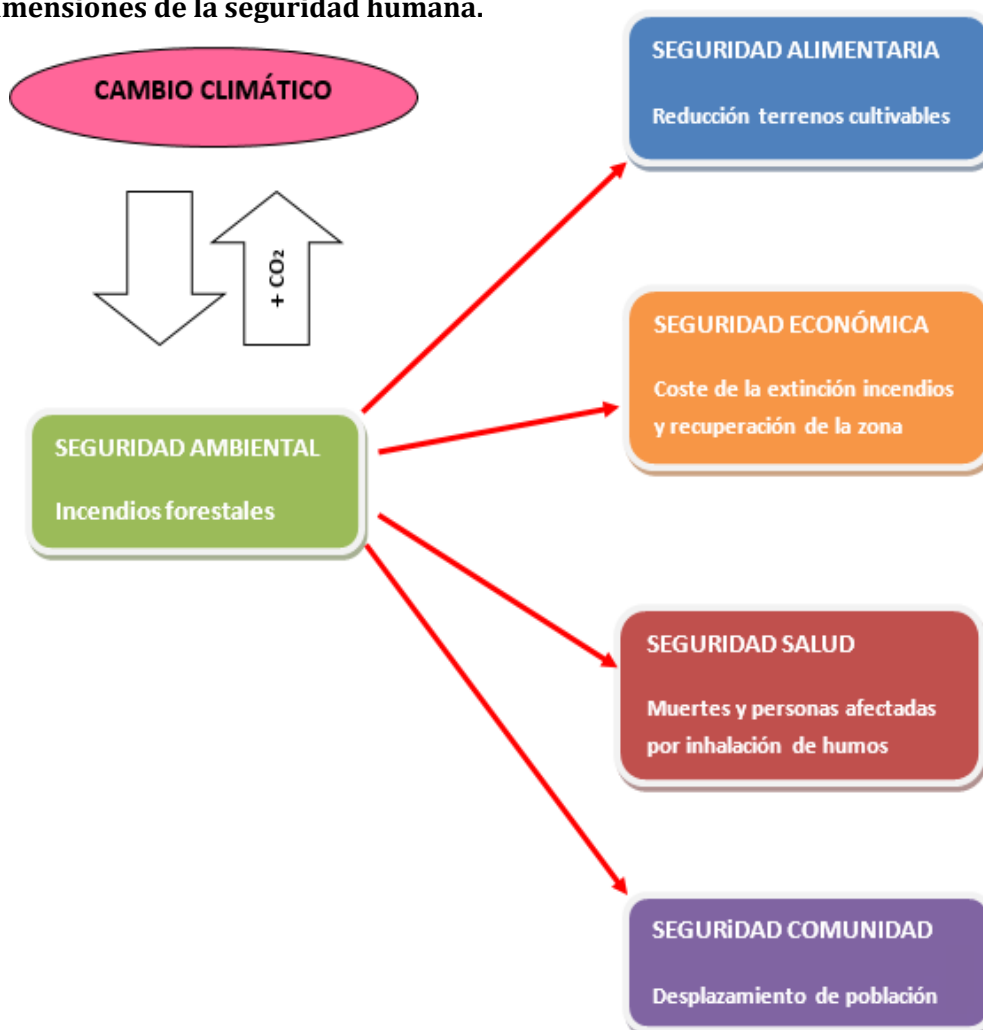 imensiones de la seguridad humana.
CAMBIO CLIMÁTICO
+ CO₂
SEGURIDAD AMBIENTAL
Incendios forestales
SEGURIDAD ALIMENTARIA
Reducción terrenos cultivables
SEGURIDAD ECONÓMICA
Coste de la extinción incendios
y recuperación de la zona
SEGURIDAD SALUD
Muertes y personas afectadas
por inhalación de humos
SEGURiDAD COMUNIDAD
Desplazamiento de población